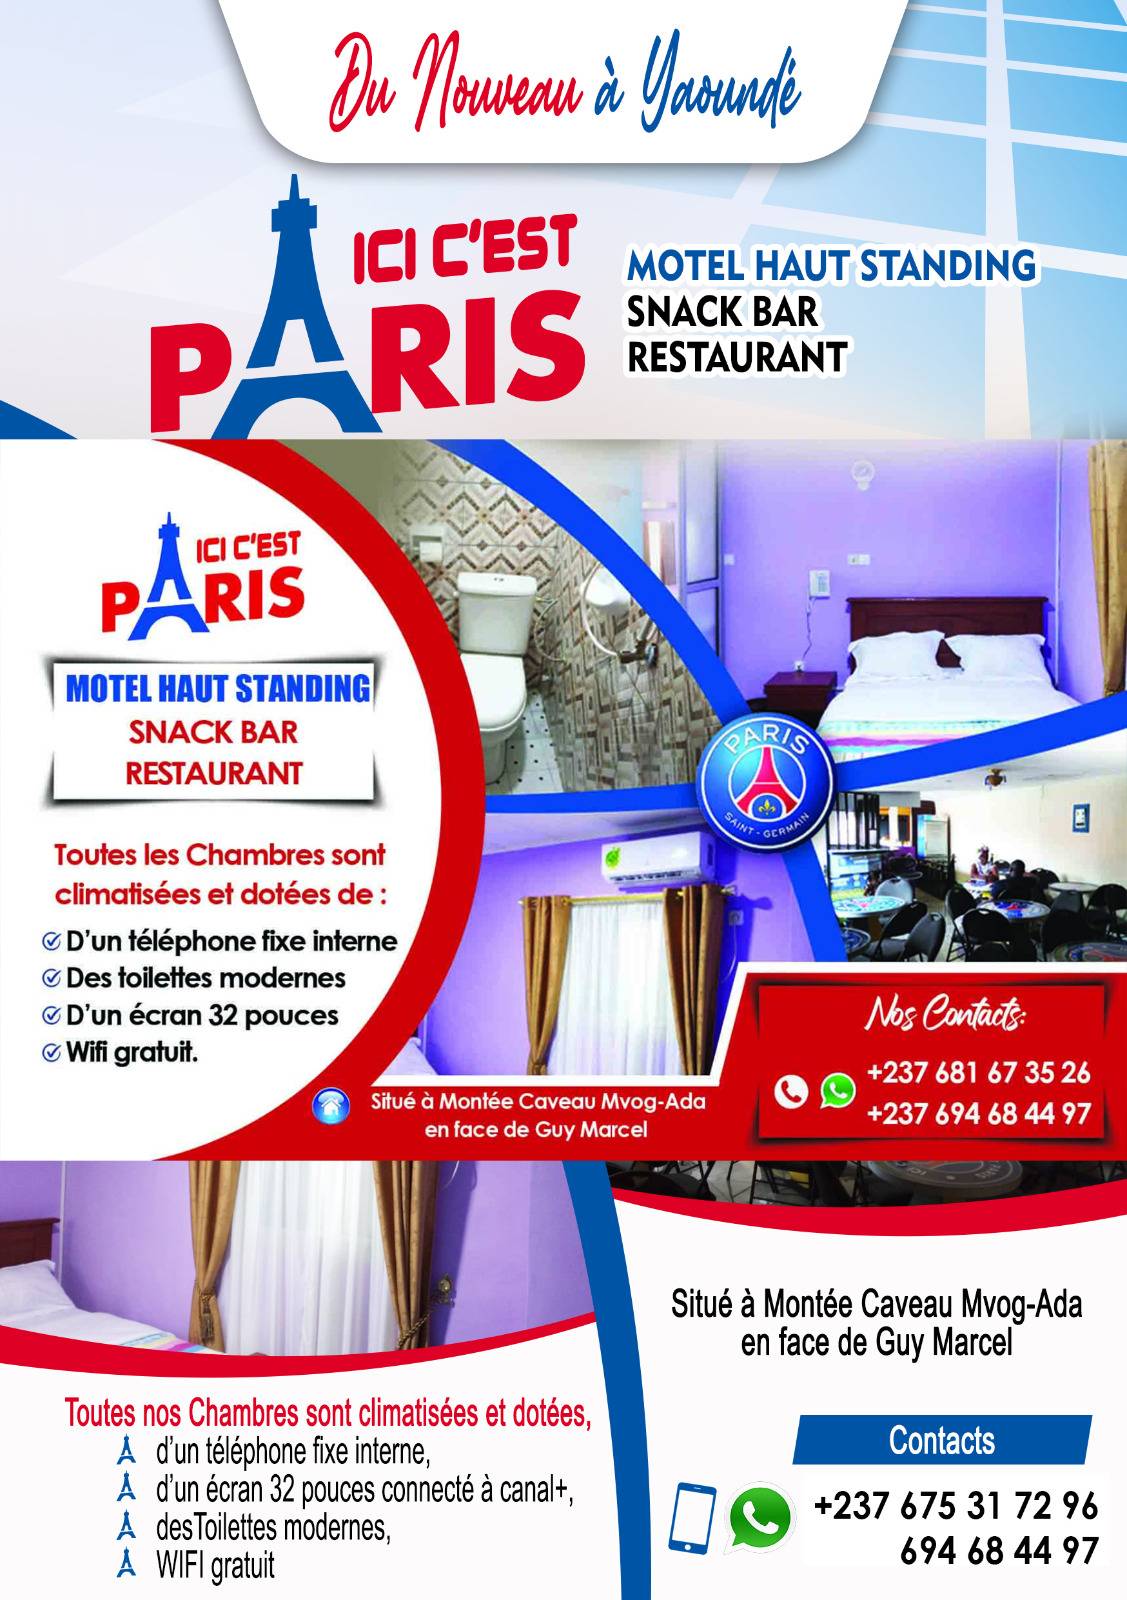 Du Nouveau à Yaoundé
ICI C'EST
PARIS
MOTEL HAUT STANDING
SNACK BAR
RESTAURANT
ICI C'EST
PARIS
MOTEL HAUT STANDING
SNACK BAR
RESTAURANT
Toutes les Chambres sont
climatisées et dotées de :
D'un téléphone fixe interne
Des toilettes modernes
D'un écran 32 pouces
Wifi gratuit.
PARIS
SAINT-GERMAIN
Situé à Montée Caveau Mvog-Ada
en face de Guy Marcel
Nos Contacts:
+237 681 67 35 26
+237 694 68 44 97
Situé à Montée Caveau Mvog-Ada
en face de Guy Marcel
Toutes nos Chambres sont climatisées et dotées,
d'un téléphone fixe interne,
d'un écran 32 pouces connecté à canal+,
desToilettes modernes,
WIFI gratuit
Contacts
+237 675 31 72 96
694 68 44 97